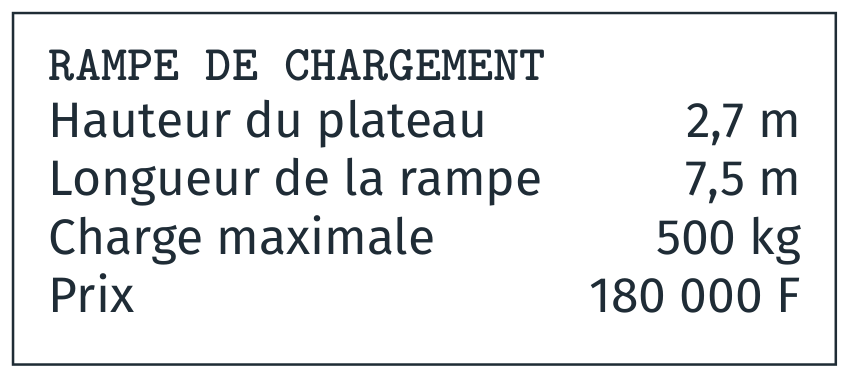 RAMPE DE CHARGEMENT
Hauteur du plateau 2,7 m
Longueur de la rampe 7,5 m
Charge maximale 500 kg
Prix 180 000 F